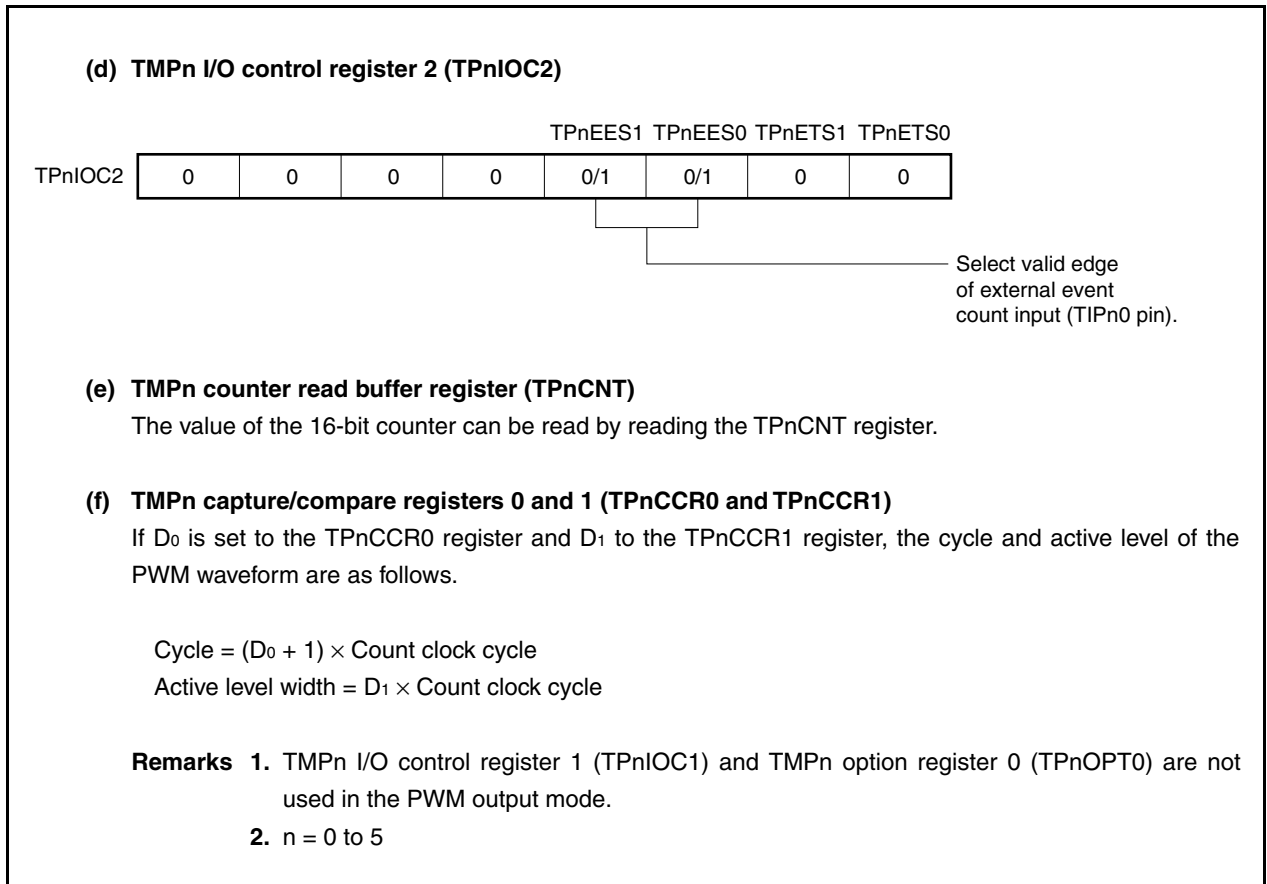 (d) TMPn I/O control register 2 (TPnIOC2)
TPnEES1 TPnEES0 TPnETS1 TPnETS0
TPnIOC2 0 0 0 0 0/1 0/1 0 0
Select valid edge
of external event
count input (TIPn0 pin).
(e) TMPn counter read buffer register (TPnCNT)
The value of the 16-bit counter can be read by reading the TPnCNT register.
(f) TMPn capture/compare registers 0 and 1 (TPnCCR0 and TPnCCR1)
If D0 is set to the TPnCCR0 register and D1 to the TPnCCR1 register, the cycle and active level of the
PWM waveform are as follows.
Cycle = (D0 + 1) × Count clock cycle
Active level width = D1 × Count clock cycle
Remarks 1. TMPn I/O control register 1 (TPnIOC1) and TMPn option register 0 (TPnOPT0) are not
used in the PWM output mode.
2. n = 0 to 5